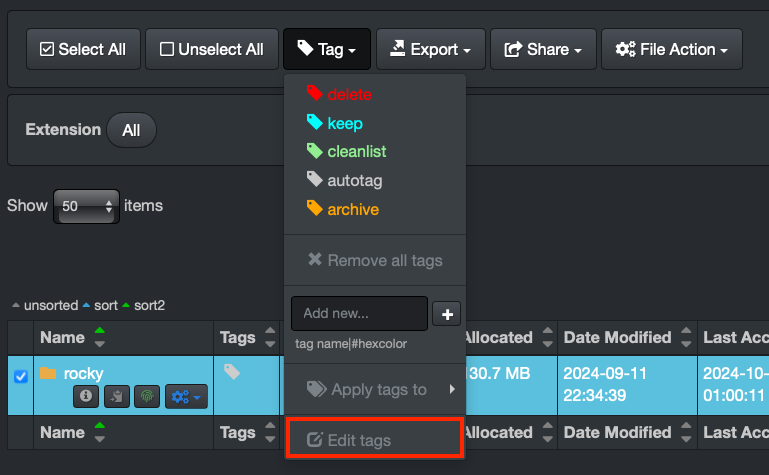 Select All Unselect All Tag Export Share File Action
delete
keep
Extension All
cleanlist
autotag
Show 50 items
archive
Remove all tags
Add new...
unsorted sort sort2
tag name|#hexcolor
Name Tags Allocated Date Modified Last Acc
rocky 130.7 MB 2024-09-11 2024-10-
22:34:39 01:00:11
Apply tags to
Name Tags Allocated Date Modified Last Acc
Edit tags